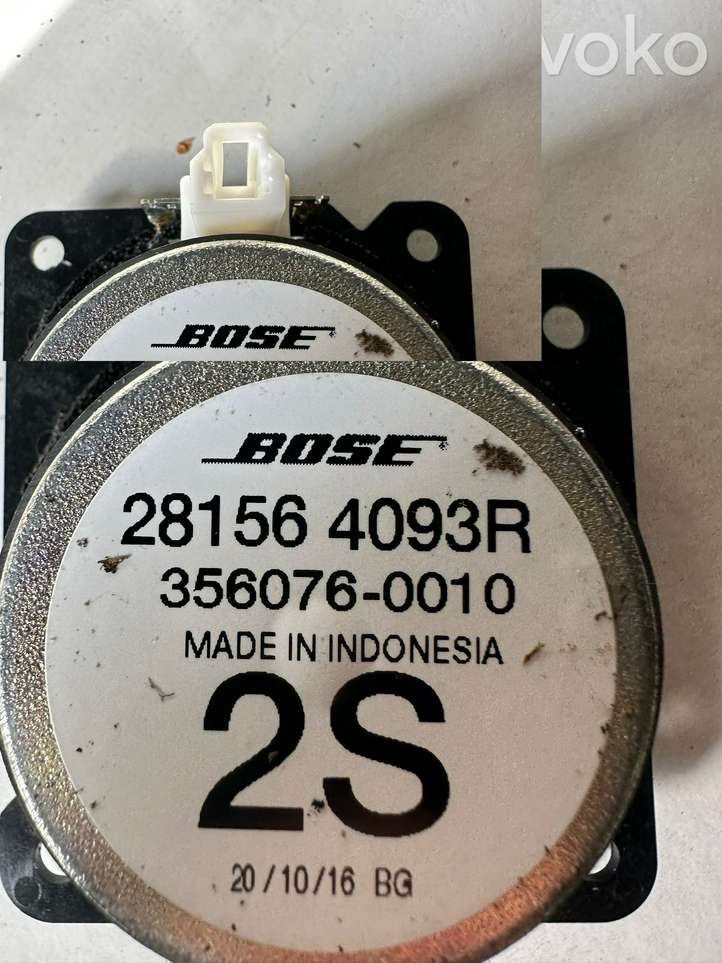 voko
BOSE
BOSE
28156 4093R
356076-0010
MADE IN INDONESIA
2S
20/10/16 BG